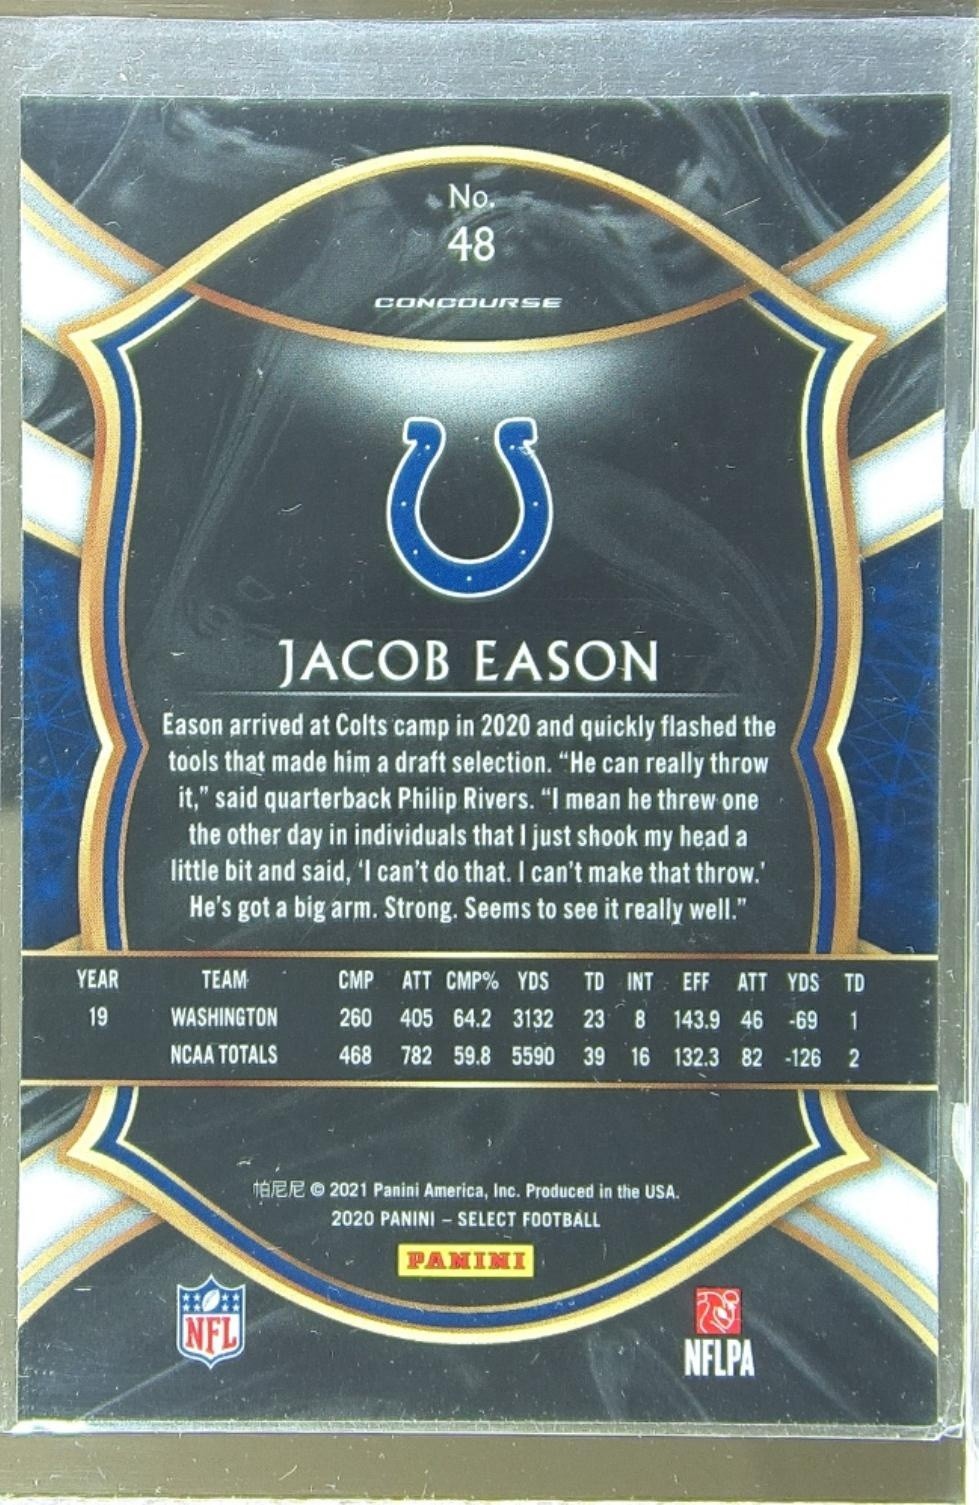 No.
48
CONCOURSE
JACOB EASON
Eason arrived at Colts camp in 2020 and quickly flashed the
tools that made him a draft selection. “He can really throw
it,” said quarterback Philip Rivers. “I mean he threw one
the other day in individuals that I just shook my head a
little bit and said, ‘I can’t do that. I can’t make that throw.’
He’s got a big arm. Strong. Seems to see it really well.”
YEAR TEAM CMP ATT CMP% YDS TD INT EFF ATT YDS TD
19 WASHINGTON 260 405 64.2 3132 23 8 143.9 46 -69 1
NCAA TOTALS 468 782 59.8 5590 39 16 132.3 82 -126 2
帕尼尼 © 2021 Panini America, Inc. Produced in the USA.
2020 PANINI – SELECT FOOTBALL
PANINI
NFL
NFLPA